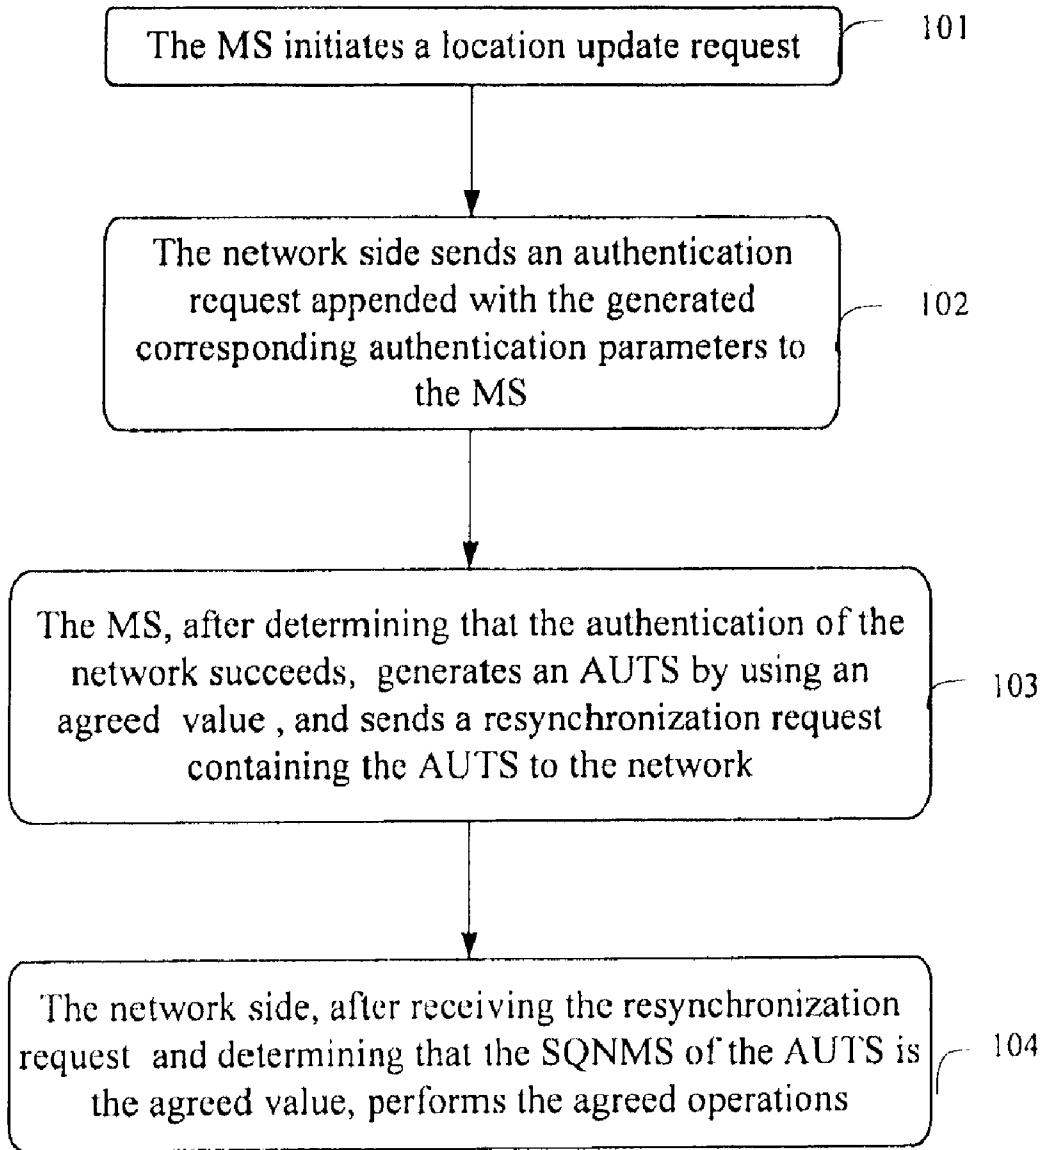 The MS initiates a location update request
101
The network side sends an authentication
request appended with the generated
corresponding authentication parameters to
the MS
102
The MS, after determining that the authentication of the
network succeeds, generates an AUTS by using an
agreed value , and sends a resynchronization request
containing the AUTS to the network
103
The network side, after receiving the resynchronization
request and determining that the SQNMS of the AUTS is
the agreed value, performs the agreed operations
104